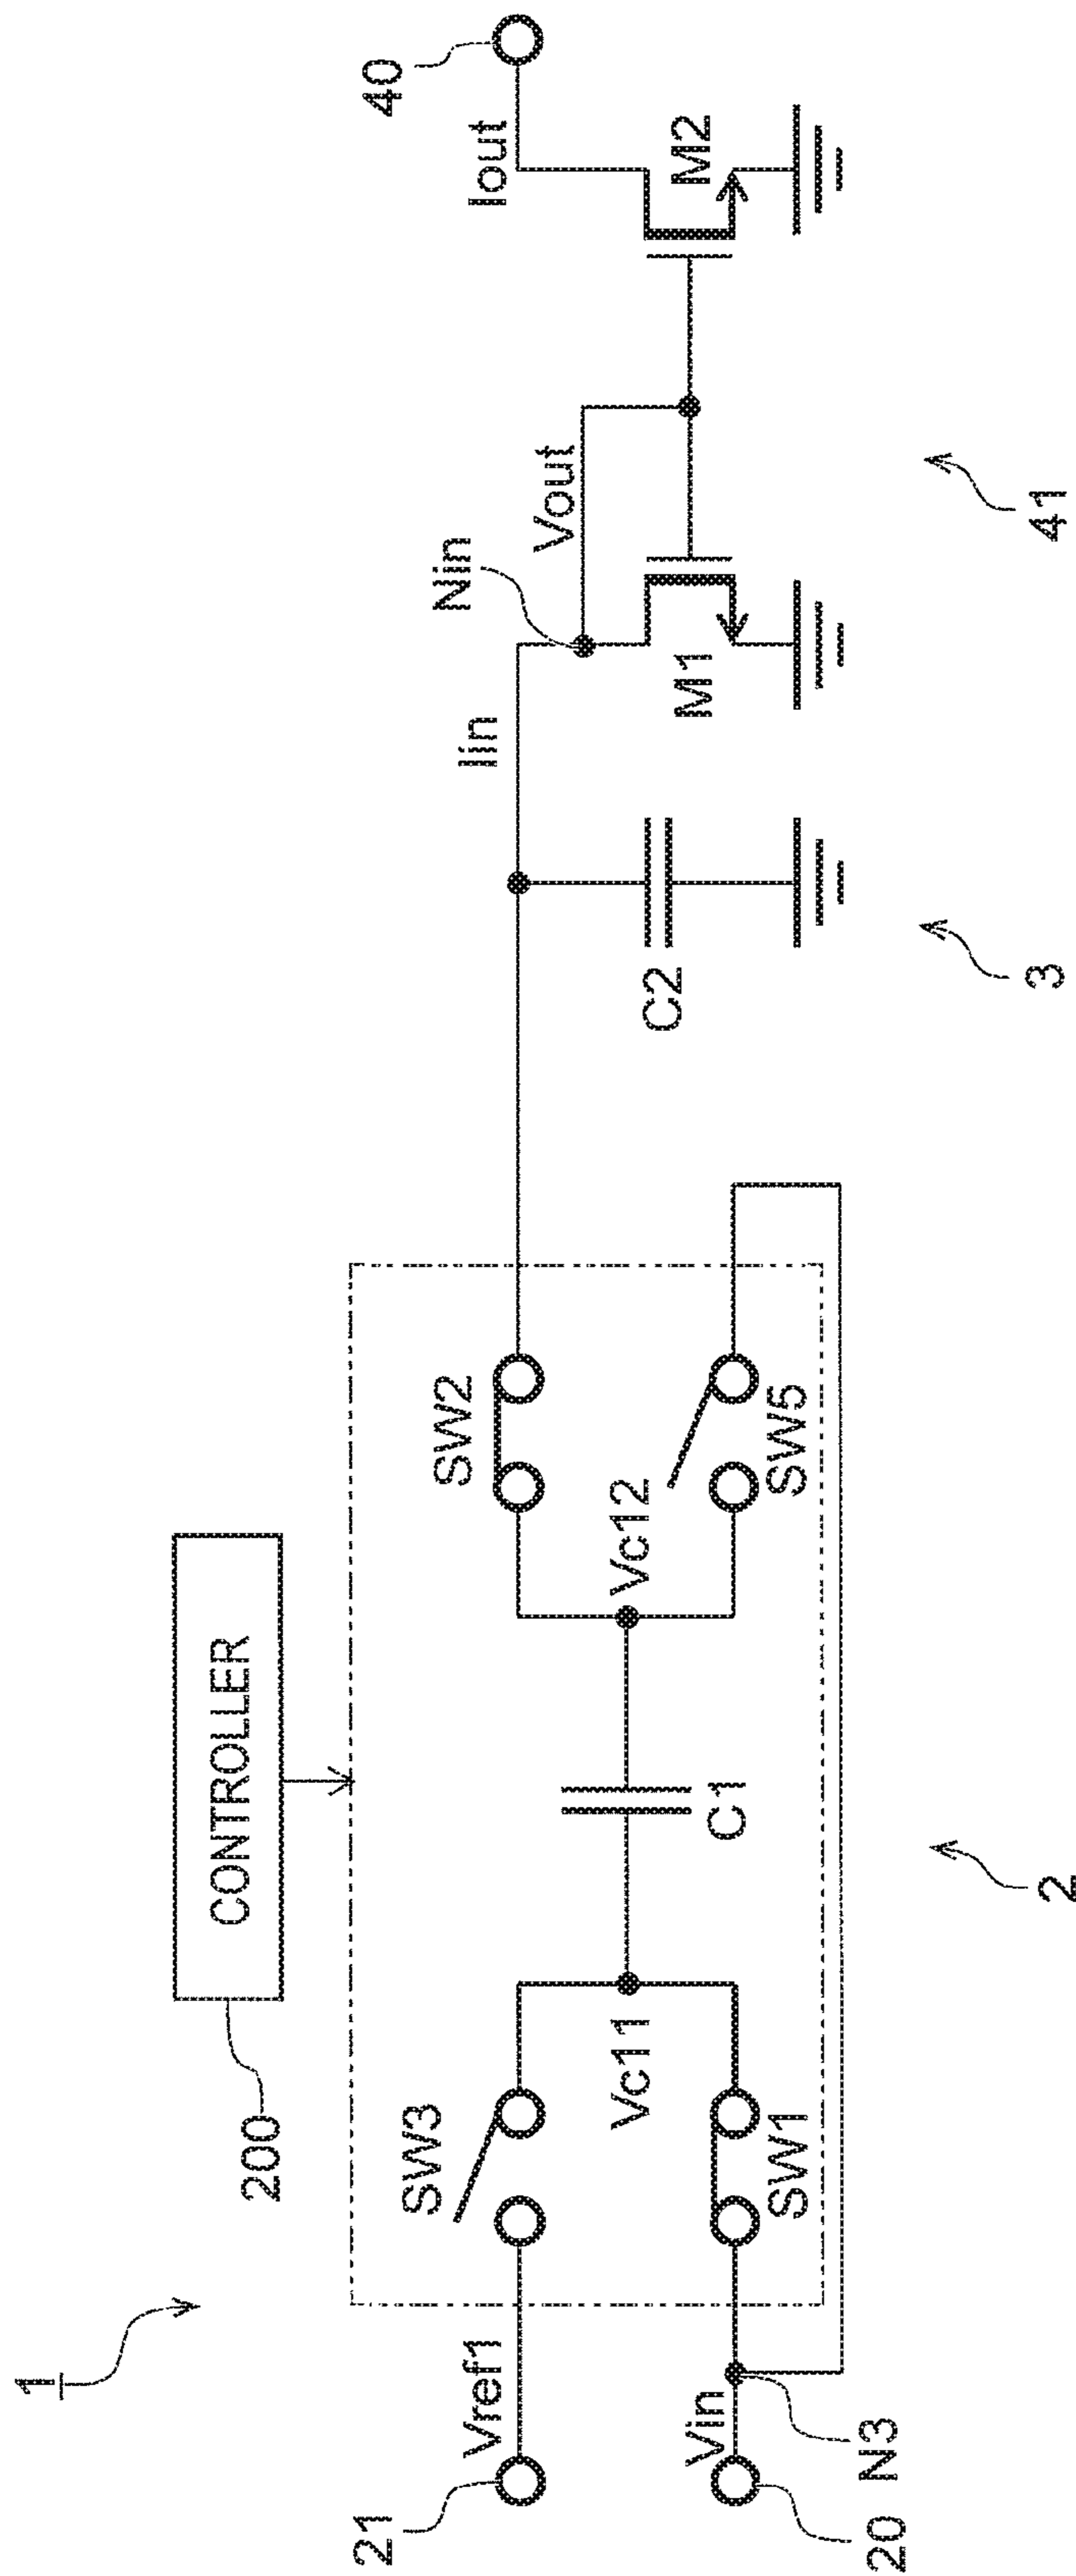 1
200
CONTROLLER
21
Vref1
SW3
SW2
Iin
Nin
Iout
40
Vc11
Vc12
Vout
20
Vin
N3
SW1
C1
SW5
C2
M1
M2
2
3
41